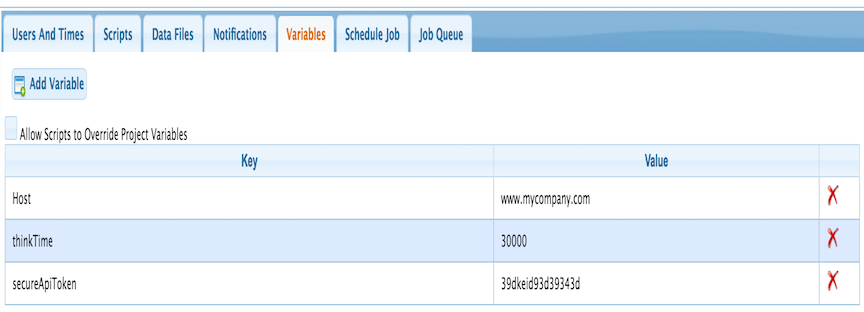 Users And Times Scripts Data Files Notifications Variables Schedule Job Job Queue
Add Variable
Allow Scripts to Override Project Variables
Key Value
Host www.mycompany.com
thinkTime 30000
secureApiToken 39dkeid93d39343d